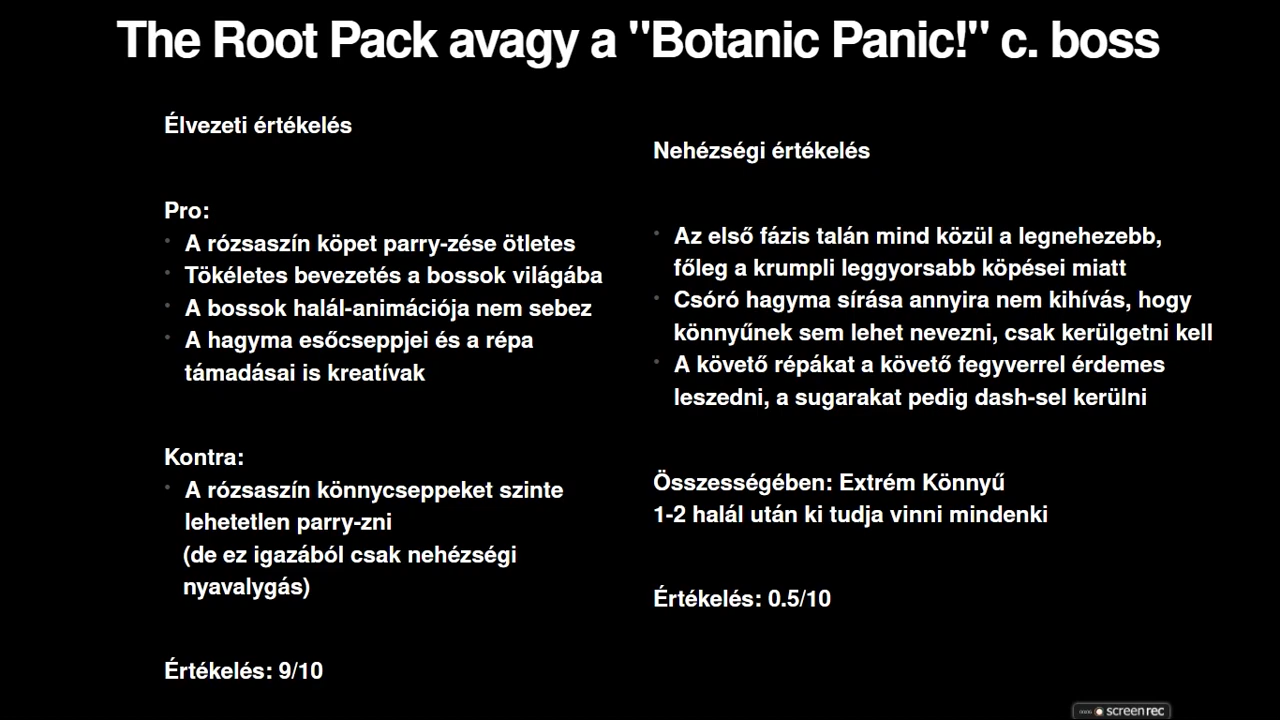 The Root Pack avagy a "Botanic Panic!" c. boss
Élvezeti értékelés
Pro:
A rózsaszín köpet parry-zése ötletes
Tökéletes bevezetés a bossok világába
A bossok halál-animációja nem sebez
A hagyma esőcseppjei és a répa
támadásai is kreatívak
Kontra:
A rózsaszín könnycseppeket szinte
lehetetlen parry-zni
(de ez igazából csak nehézségi
nyavalygás)
Értékelés: 9/10
Nehézségi értékelés
Az első fázis talán mind közül a legnehezebb,
főleg a krumpli leggyorsabb köpései miatt
Csóró hagyma sírása annyira nem kihívás, hogy
könnyűnek sem lehet nevezni, csak kerülgetni kell
A követő répákat a követő fegyverrel érdemes
leszedni, a sugarakat pedig dash-sel kerülni
Összességében: Extrém Könnyű
1-2 halál után ki tudja vinni mindenki
Értékelés: 0.5/10
screenrec